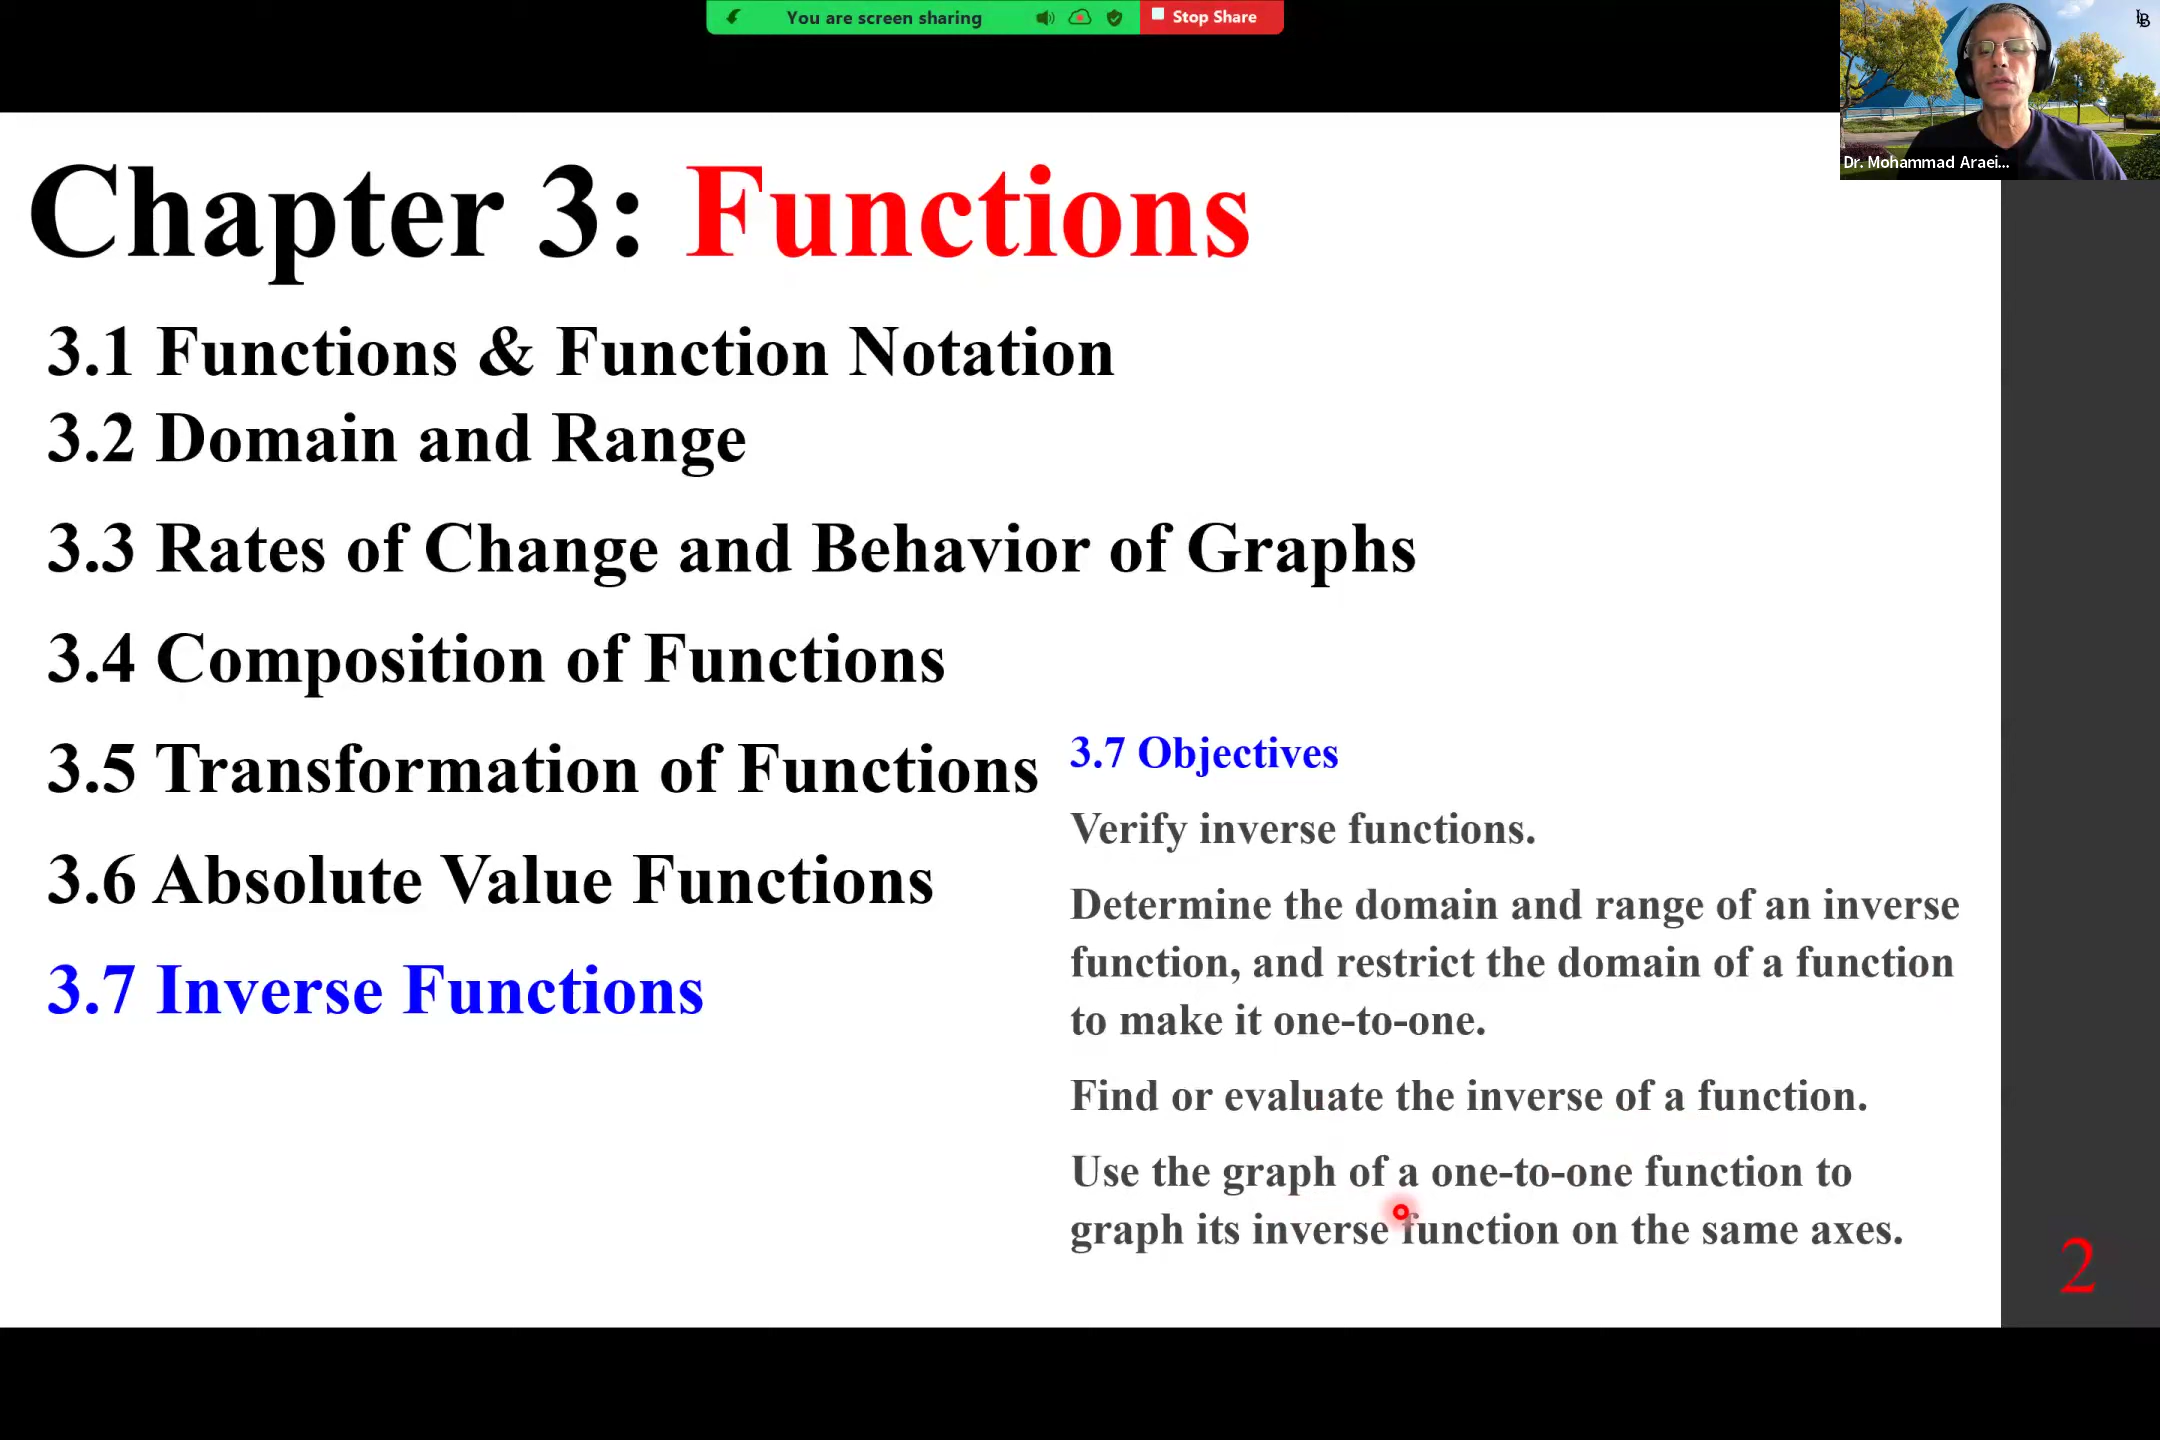 You are screen sharing
Stop Share
LB
Dr. Mohammad Araei...
Chapter 3: Functions
3.1 Functions & Function Notation
3.2 Domain and Range
3.3 Rates of Change and Behavior of Graphs
3.4 Composition of Functions
3.5 Transformation of Functions
3.6 Absolute Value Functions
3.7 Inverse Functions
3.7 Objectives
Verify inverse functions.
Determine the domain and range of an inverse
function, and restrict the domain of a function
to make it one-to-one.
Find or evaluate the inverse of a function.
Use the graph of a one-to-one function to
graph its inverse function on the same axes.
2